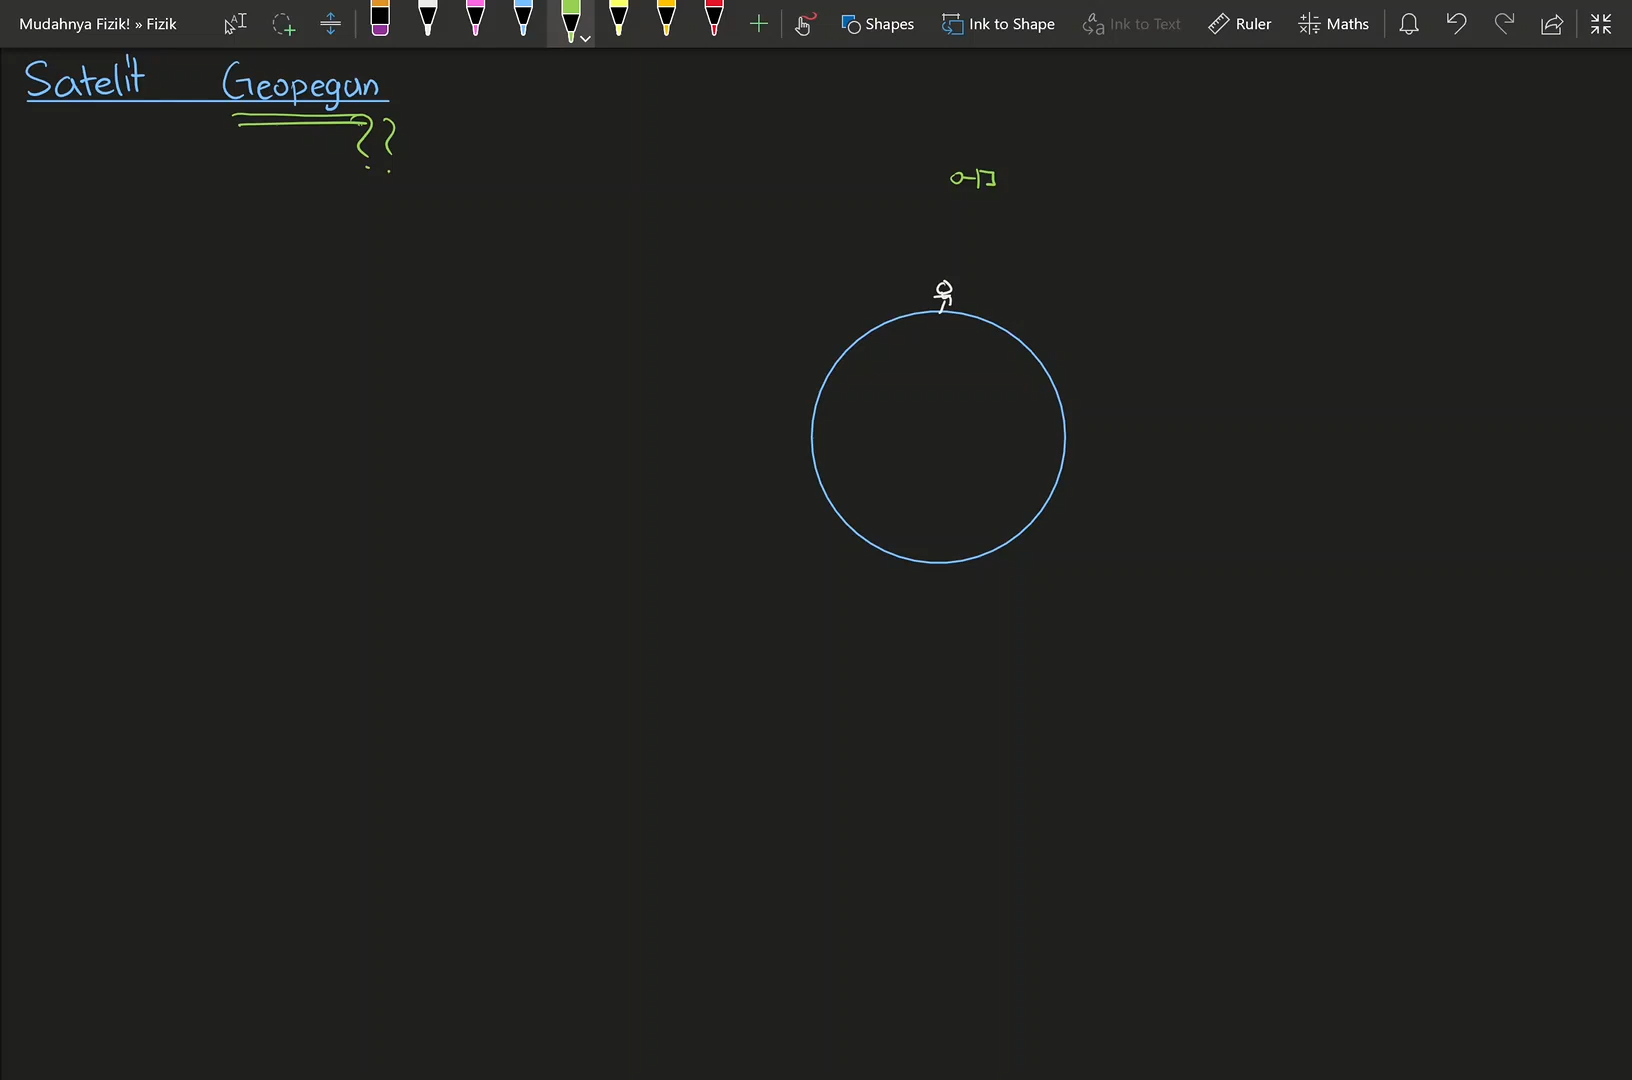 Mudahnya Fizik! » Fizik Shapes Ink to Shape Ink to Text Ruler Maths
Satelit Geopegun
??